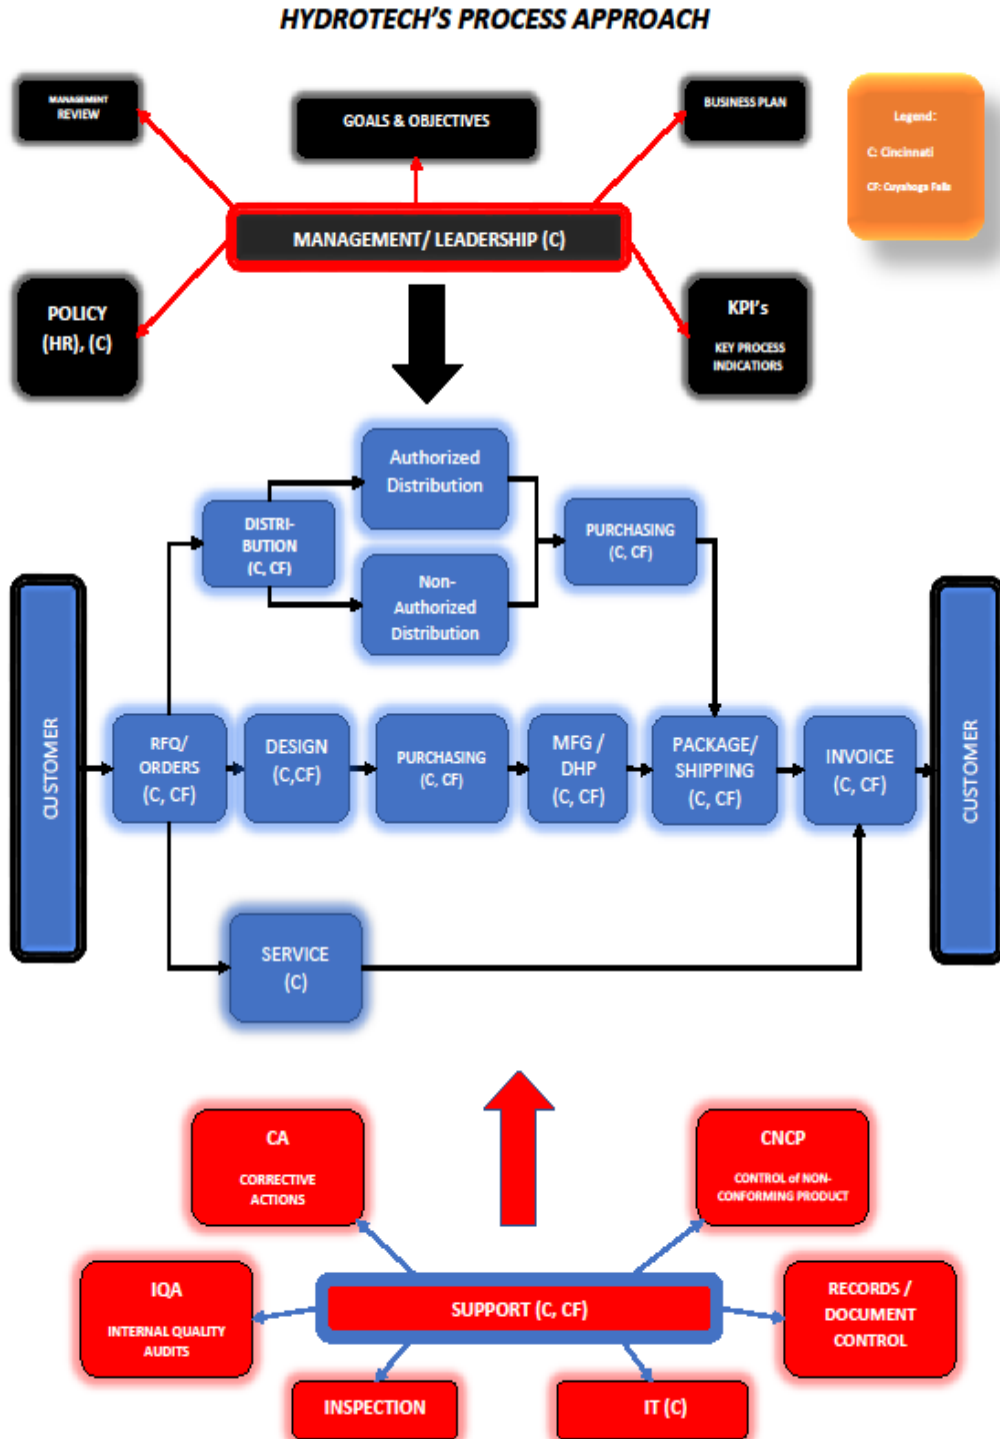 HYDROTECH'S PROCESS APPROACH
MANAGEMENT
REVIEW
GOALS & OBJECTIVES
BUSINESS PLAN
Legend:
C: Cincinnati
CF: Cuyahoga Falls
MANAGEMENT/ LEADERSHIP (C)
POLICY
(HR), (C)
KPI's
KEY PROCESS
INDICATIORS
Authorized
Distribution
DISTRI-
BUTION
(C, CF)
PURCHASING
(C, CF)
Non-
Authorized
Distribution
CUSTOMER
RFQ/
ORDERS
(C, CF)
DESIGN
(C,CF)
PURCHASING
(C, CF)
MFG /
DHP
(C, CF)
PACKAGE/
SHIPPING
(C, CF)
INVOICE
(C, CF)
CUSTOMER
SERVICE
(C)
CA
CORRECTIVE
ACTIONS
CNCP
CONTROL of NON-
CONFORMING PRODUCT
IQA
INTERNAL QUALITY
AUDITS
SUPPORT (C, CF)
RECORDS /
DOCUMENT
CONTROL
INSPECTION
IT (C)